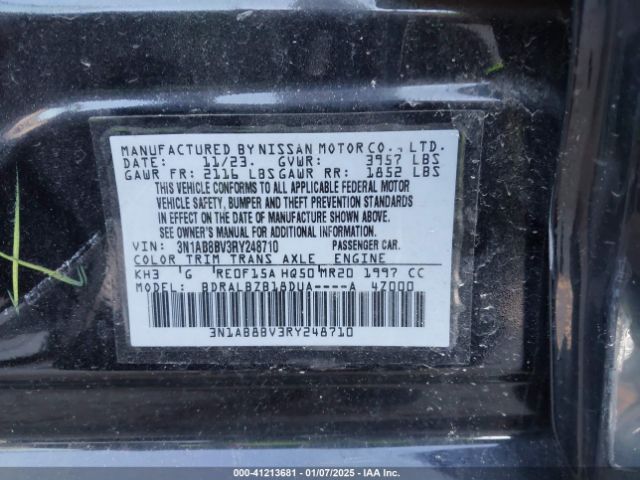 MANUFACTURED BY NISSAN MOTOR CO., LTD.
DATE: 11/23. GVWR: 3957 LBS
GAWR FR: 2116 LBS GAWR RR: 1852 LBS
THIS VEHICLE CONFORMS TO ALL APPLICABLE FEDERAL MOTOR
VEHICLE SAFETY, BUMPER AND THEFT PREVENTION STANDARDS
IN EFFECT ON THE DATE OF MANUFACTURE SHOWN ABOVE.
SEE OWNER'S MANUAL FOR ADDITIONAL INFORMATION.
VIN: 3N1AB8BV3RY248710 PASSENGER CAR.
COLOR TRIM TRANS AXLE ENGINE
KH3 G RE0F15A HQ50 MR20 1997 CC
MODEL: BDRALBZB18DUA----A 4Z000
3N1AB8BV3RY248710
000-41213681 - 01/07/2025 - IAA Inc.